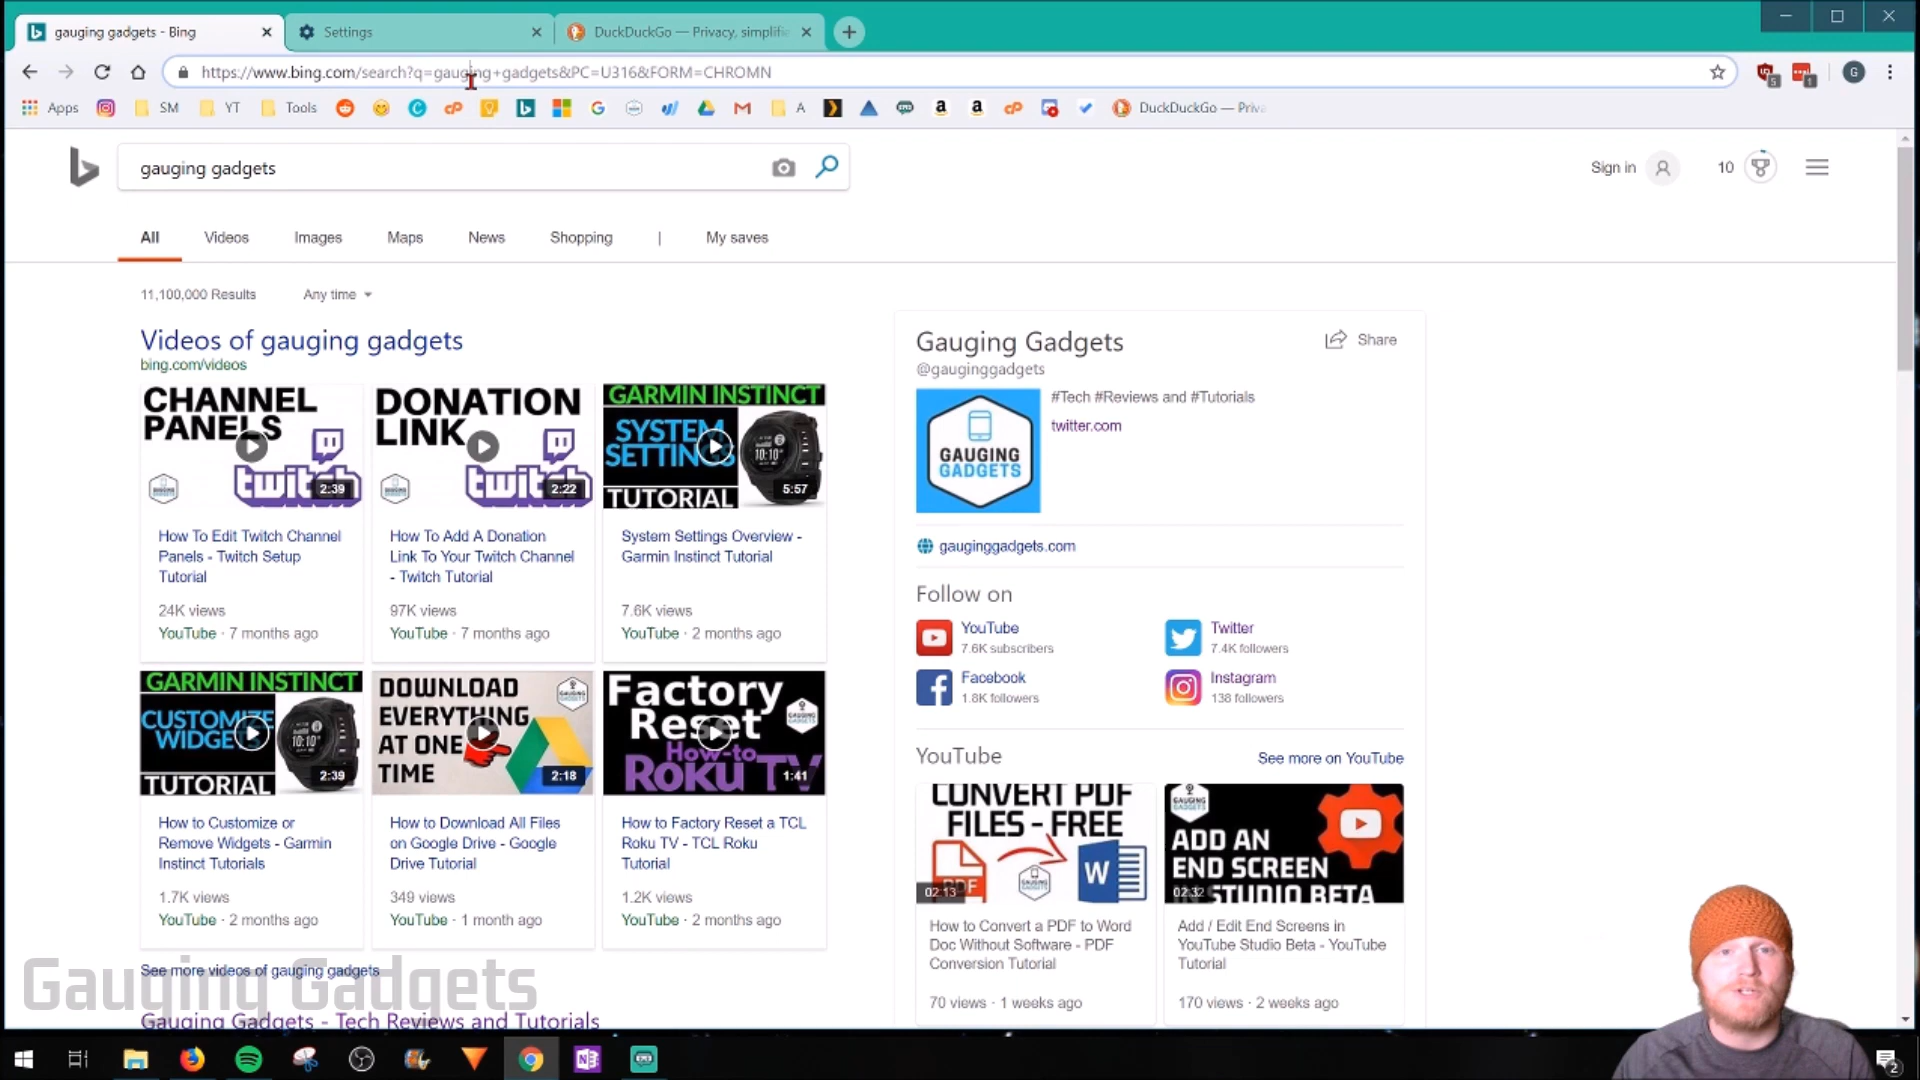 gauging gadgets - Bing
Settings
DuckDuckGo — Privacy, simplifie
https://www.bing.com/search?q=gauging+gadgets&PC=U316&FORM=CHROMN
G
5
1
Apps
SM
YT
Tools
A
DuckDuckGo — Priva
gauging gadgets
Sign in
10
All
Videos
Images
Maps
News
Shopping
|
My saves
11,100,000 Results
Any time
Videos of gauging gadgets
bing.com/videos
CHANNEL
PANELS
twitch
2:39
How To Edit Twitch Channel
Panels - Twitch Setup
Tutorial
24K views
YouTube · 7 months ago
DONATION
LINK
twitch
2:22
How To Add A Donation
Link To Your Twitch Channel
- Twitch Tutorial
97K views
YouTube · 7 months ago
GARMIN INSTINCT
SYSTEM
SETTINGS
10:10
TUTORIAL
5:57
System Settings Overview -
Garmin Instinct Tutorial
7.6K views
YouTube · 2 months ago
GARMIN INSTINCT
CUSTOMIZE
WIDGETS
10:10
TUTORIAL
2:39
How to Customize or
Remove Widgets - Garmin
Instinct Tutorials
1.7K views
YouTube · 2 months ago
DOWNLOAD
EVERYTHING
AT ONE
TIME
2:18
How to Download All Files
on Google Drive - Google
Drive Tutorial
349 views
YouTube · 1 month ago
Factory
Reset
How-to
Roku TV
1:41
How to Factory Reset a TCL
Roku TV - TCL Roku
Tutorial
1.2K views
YouTube · 2 months ago
See more videos of gauging gadgets
Gauging Gadgets - Tech Reviews and Tutorials
Gauging Gadgets
Share
@gauginggadgets
GAUGING
GADGETS
#Tech #Reviews and #Tutorials
twitter.com
gauginggadgets.com
Follow on
YouTube
7.6K subscribers
Twitter
7.4K followers
Facebook
1.8K followers
Instagram
138 followers
YouTube
See more on YouTube
CONVERT PDF
FILES - FREE
PDF
W
02:13
How to Convert a PDF to Word
Doc Without Software - PDF
Conversion Tutorial
70 views · 1 weeks ago
GAUGING
GADGETS
ADD AN
END SCREEN
IN STUDIO BETA
02:32
Add / Edit End Screens in
YouTube Studio Beta - YouTube
Tutorial
170 views · 2 weeks ago
Gauging Gadgets
2